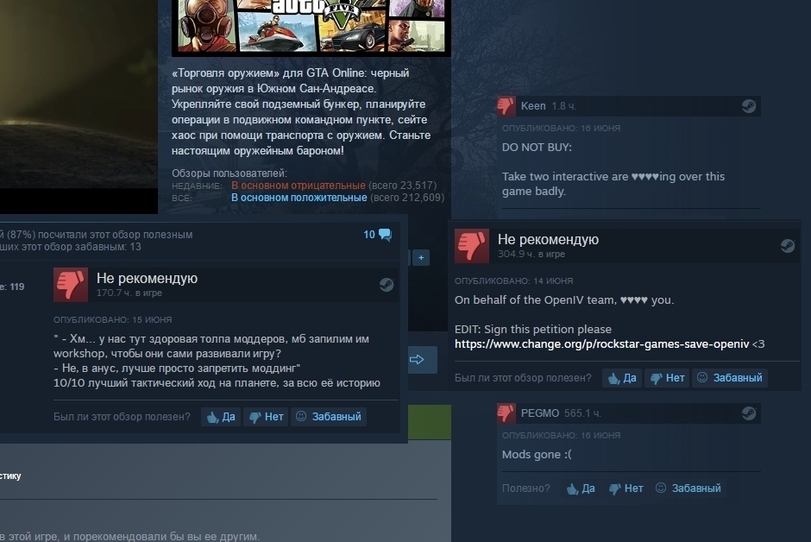 auto
V
FIVE
«Торговля оружием» для GTA Online: черный
рынок оружия в Южном Сан-Андреасе.
Укрепляйте свой подземный бункер, планируйте
операции в подвижном командном пункте, сейте
хаос при помощи транспорта с оружием. Станьте
настоящим оружейным бароном!
Обзоры пользователей:
НЕДАВНИЕ: В основном отрицательные (всего 23,517)
ВСЕ: В основном положительные (всего 212,609)
й (87%) посчитали этот обзор полезным
ших этот обзор забавным: 13
10
е: 119
Не рекомендую
170.7 ч. в игре
ОПУБЛИКОВАНО: 15 ИЮНЯ
" - Хм... у нас тут здоровая толпа моддеров, мб запилим им
workshop, чтобы они сами развивали игру?
- Не, в анус, лучше просто запретить моддинг"
10/10 лучший тактический ход на планете, за всю её историю
Был ли этот обзор полезен? Да Нет Забавный
стику
в этой игре, и порекомендовали бы вы ее другим.
Keen 1.8 ч.
ОПУБЛИКОВАНО: 16 ИЮНЯ
DO NOT BUY:
Take two interactive are ♥♥♥♥ing over this
game badly.
+
Не рекомендую
304.9 ч. в игре
ОПУБЛИКОВАНО: 14 ИЮНЯ
On behalf of the OpenIV team, ♥♥♥♥ you.
EDIT: Sign this petition please
https://www.change.org/p/rockstar-games-save-openiv <3
Был ли этот обзор полезен? Да Нет Забавный
PEGMO 565.1 ч.
ОПУБЛИКОВАНО: 16 ИЮНЯ
Mods gone :(
Полезно? Да Нет Забавный